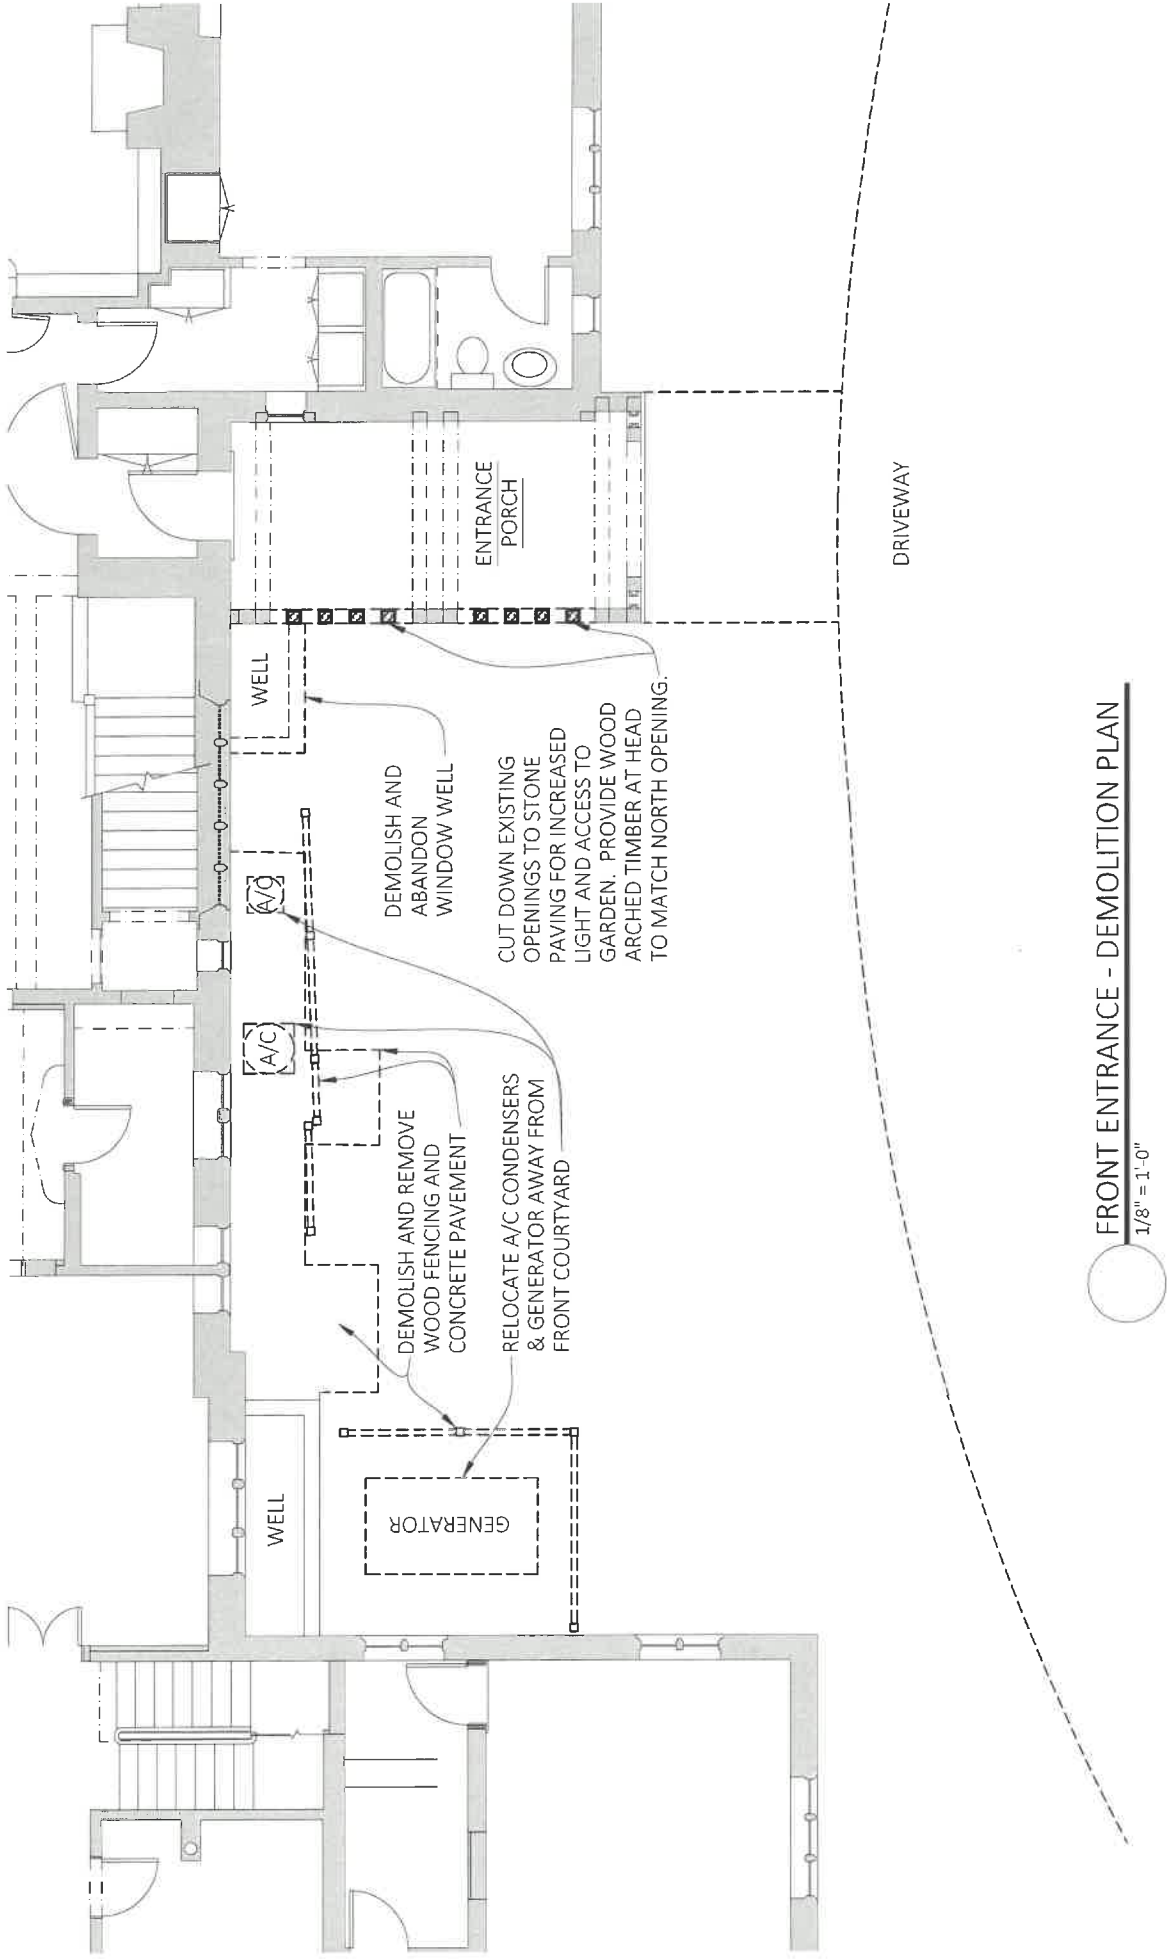 WELL
GENERATOR
DEMOLISH AND REMOVE
WOOD FENCING AND
CONCRETE PAVEMENT
RELOCATE A/C CONDENSERS
& GENERATOR AWAY FROM
FRONT COURTYARD
A/C
A/C
WELL
DEMOLISH AND
ABANDON
WINDOW WELL
CUT DOWN EXISTING
OPENINGS TO STONE
PAVING FOR INCREASED
LIGHT AND ACCESS TO
GARDEN. PROVIDE WOOD
ARCHED TIMBER AT HEAD
TO MATCH NORTH OPENING.
ENTRANCE
PORCH
DRIVEWAY
FRONT ENTRANCE - DEMOLITION PLAN
1/8" = 1'-0"